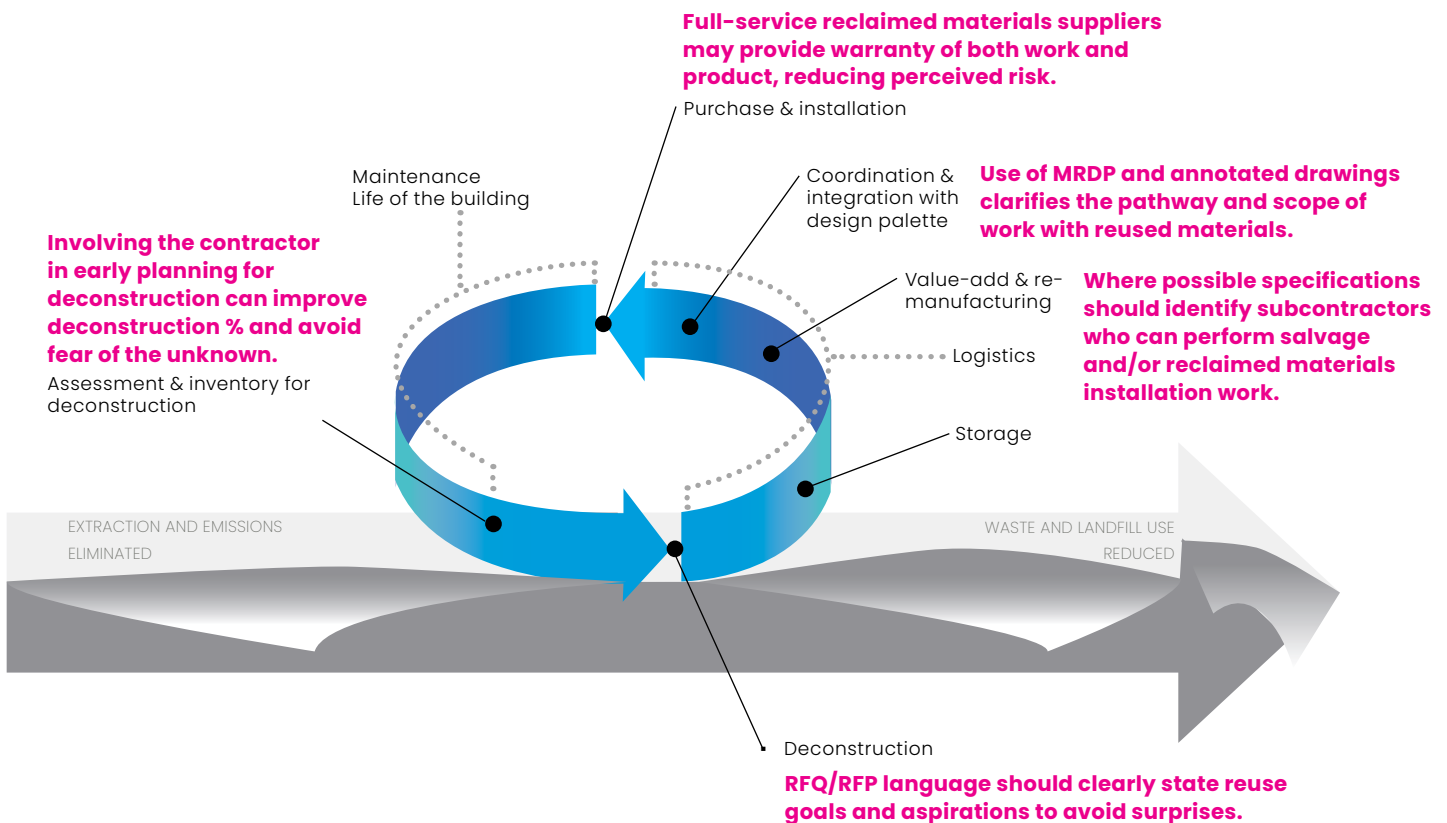 Full-service reclaimed materials suppliers
may provide warranty of both work and
product, reducing perceived risk.
Purchase & installation
Maintenance
Life of the building
Coordination &
integration with
design palette
Use of MRDP and annotated drawings
clarifies the pathway and scope of
work with reused materials.
Involving the contractor
in early planning for
deconstruction can improve
deconstruction % and avoid
fear of the unknown.
Assessment & inventory for
deconstruction
Value-add & re-
manufacturing
Where possible specifications
should identify subcontractors
who can perform salvage
and/or reclaimed materials
installation work.
Logistics
Storage
EXTRACTION AND EMISSIONS
ELIMINATED
WASTE AND LANDFILL USE
REDUCED
Deconstruction
RFQ/RFP language should clearly state reuse
goals and aspirations to avoid surprises.